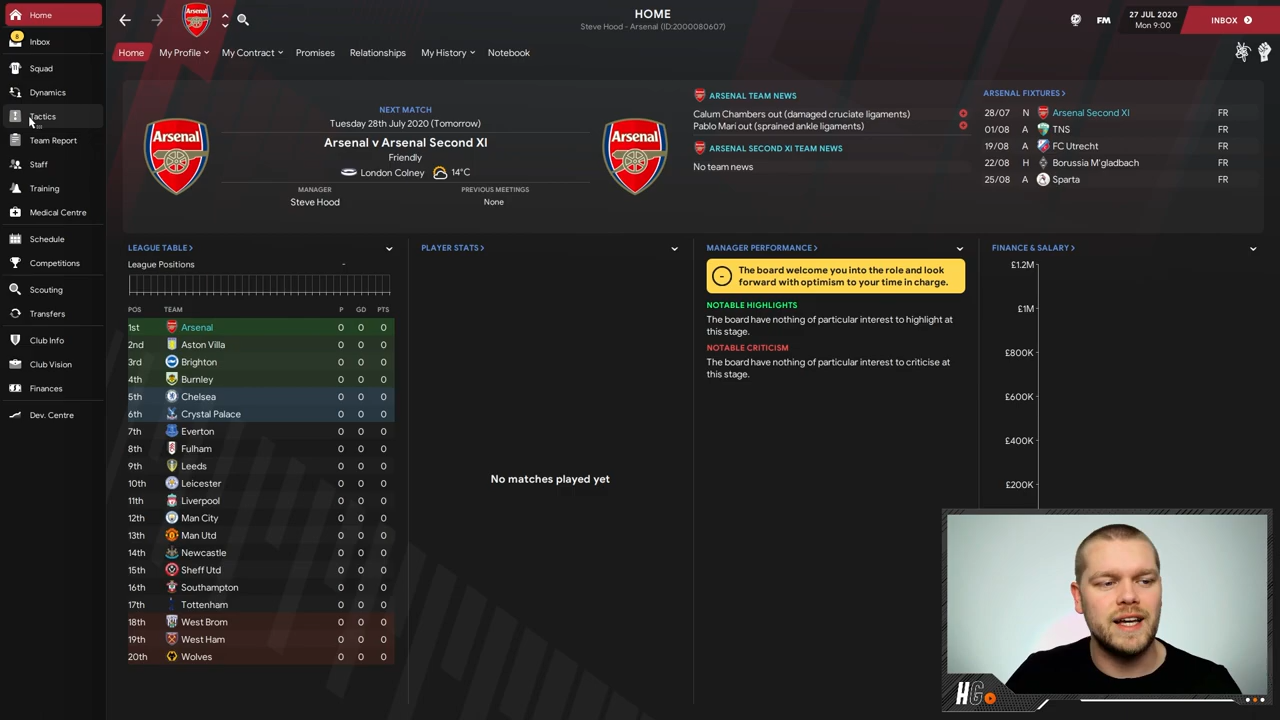 Home
HOME
Steve Hood - Arsenal (ID:2000080607)
FM
27 JUL 2020
Mon 9:00
INBOX
8
Inbox
Squad
Dynamics
Tactics
Team Report
Staff
Training
Medical Centre
Schedule
Competitions
Scouting
Transfers
Club Info
Club Vision
Finances
Dev. Centre
Home
My Profile
My Contract
Promises
Relationships
My History
Notebook
NEXT MATCH
Tuesday 28th July 2020 (Tomorrow)
Arsenal v Arsenal Second XI
Friendly
London Colney 14°C
MANAGER
Steve Hood
PREVIOUS MEETINGS
None
Arsenal
Arsenal
Arsenal
ARSENAL TEAM NEWS
Calum Chambers out (damaged cruciate ligaments)
Pablo Mari out (sprained ankle ligaments)
ARSENAL SECOND XI TEAM NEWS
No team news
ARSENAL FIXTURES >
28/07 N Arsenal Second XI FR
01/08 A TNS FR
19/08 A FC Utrecht FR
22/08 H Borussia M'gladbach FR
25/08 A Sparta FR
LEAGUE TABLE >
League Positions -
POS TEAM P GD PTS
1st Arsenal 0 0 0
2nd Aston Villa 0 0 0
3rd Brighton 0 0 0
4th Burnley 0 0 0
5th Chelsea 0 0 0
6th Crystal Palace 0 0 0
7th Everton 0 0 0
8th Fulham 0 0 0
9th Leeds 0 0 0
10th Leicester 0 0 0
11th Liverpool 0 0 0
12th Man City 0 0 0
13th Man Utd 0 0 0
14th Newcastle 0 0 0
15th Sheff Utd 0 0 0
16th Southampton 0 0 0
17th Tottenham 0 0 0
18th West Brom 0 0 0
19th West Ham 0 0 0
20th Wolves 0 0 0
PLAYER STATS >
No matches played yet
MANAGER PERFORMANCE >
The board welcome you into the role and look
forward with optimism to your time in charge.
NOTABLE HIGHLIGHTS
The board have nothing of particular interest to highlight at
this stage.
NOTABLE CRITICISM
The board have nothing of particular interest to criticise at
this stage.
FINANCE & SALARY >
£1.2M
£1M
£800K
£600K
£400K
£200K
HG